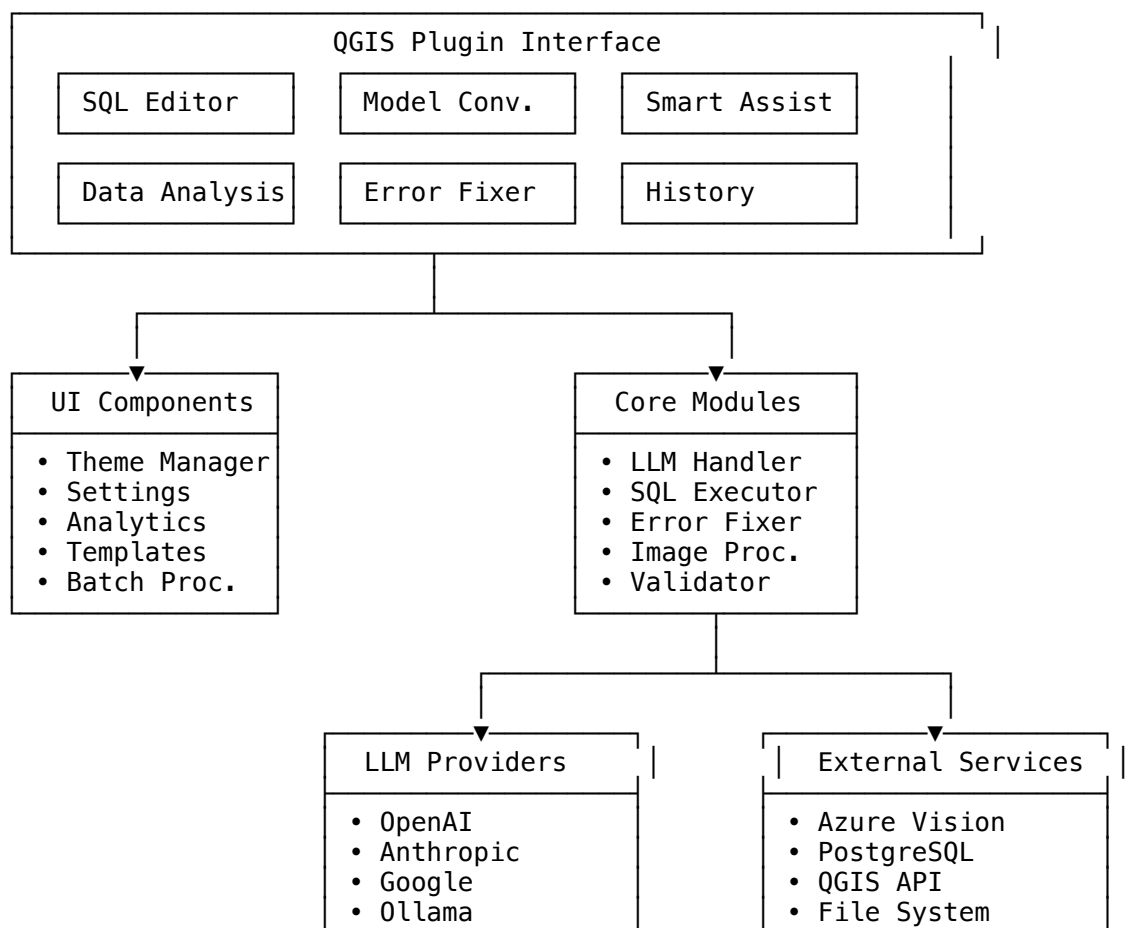 QGIS Plugin Interface
SQL Editor Model Conv. Smart Assist
Data Analysis Error Fixer History
UI Components Core Modules
• Theme Manager • LLM Handler
• Settings • SQL Executor
• Analytics • Error Fixer
• Templates • Image Proc.
• Batch Proc. • Validator
LLM Providers External Services
• OpenAI • Azure Vision
• Anthropic • PostgreSQL
• Google • QGIS API
• Ollama • File System